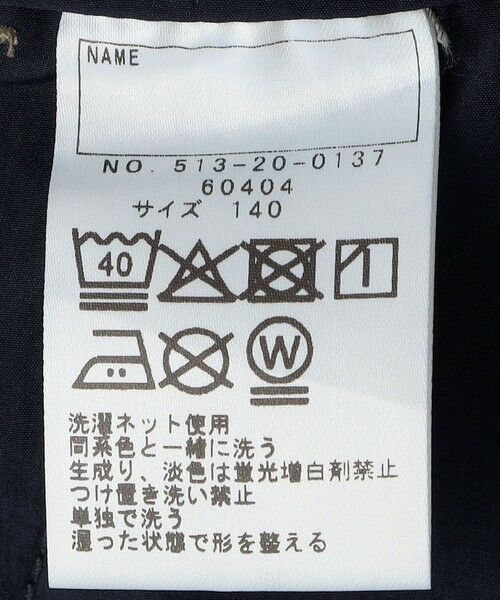 NAME
NO. 513-20-0137
60404
サイズ 140
40
W
洗濯ネット使用
同系色と一緒に洗う
生成り、淡色は蛍光増白剤禁止
つけ置き洗い禁止
単独で洗う
湿った状態で形を整える